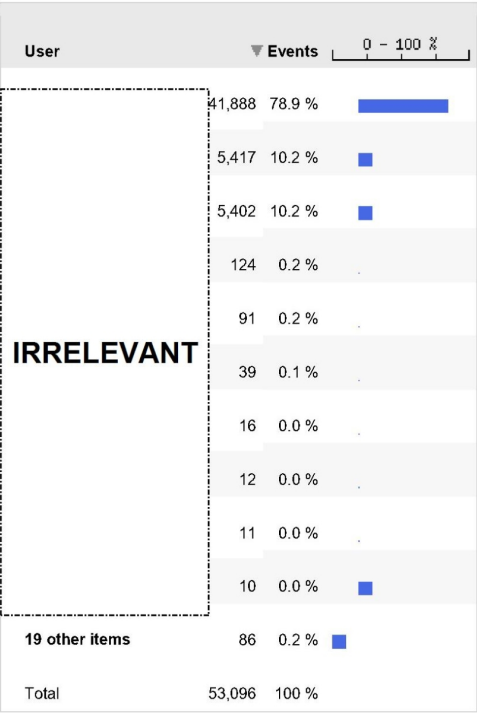 User Events 0 - 100 %
41,888 78.9 %
5,417 10.2 %
5,402 10.2 %
124 0.2 %
91 0.2 %
IRRELEVANT
39 0.1 %
16 0.0 %
12 0.0 %
11 0.0 %
10 0.0 %
19 other items 86 0.2 %
Total 53,096 100 %